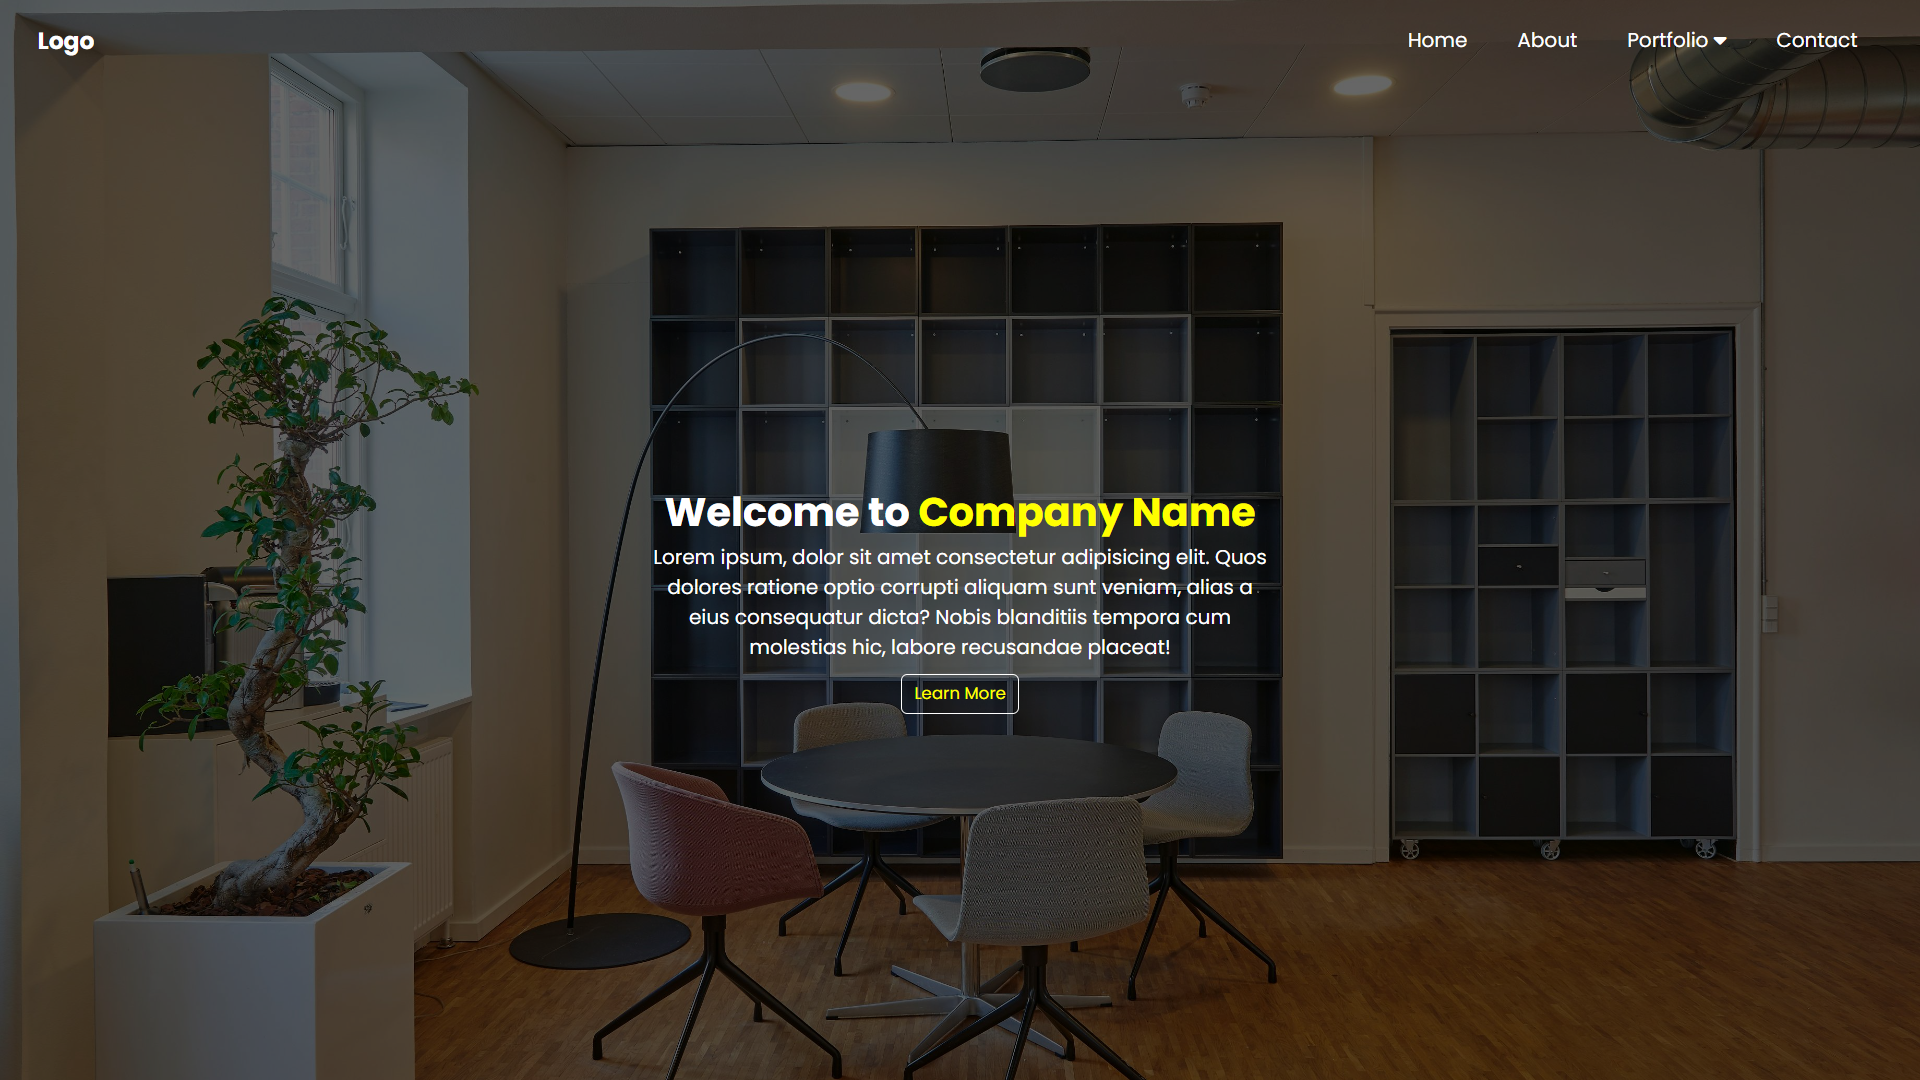 Logo
Home
About
Portfolio
Contact
Welcome to Company Name
Lorem ipsum, dolor sit amet consectetur adipisicing elit. Quos
dolores ratione optio corrupti aliquam sunt veniam, alias a
eius consequatur dicta? Nobis blanditiis tempora cum
molestias hic, labore recusandae placeat!
Learn More